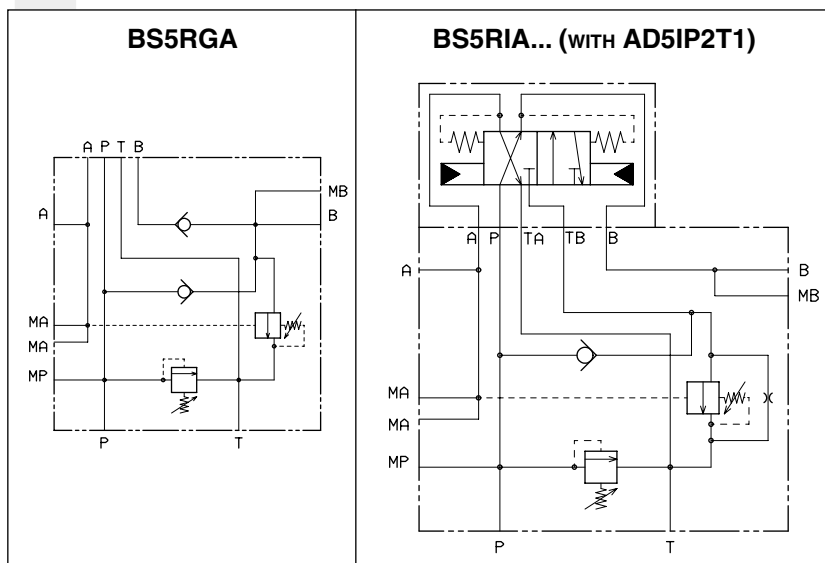 BS5RGA
A P T B
MB
A
B
MA
MA
MP
P T
BS5RIA... (WITH AD5IP2T1)
A P TA TB B
A
B
MB
MA
MA
MP
P T